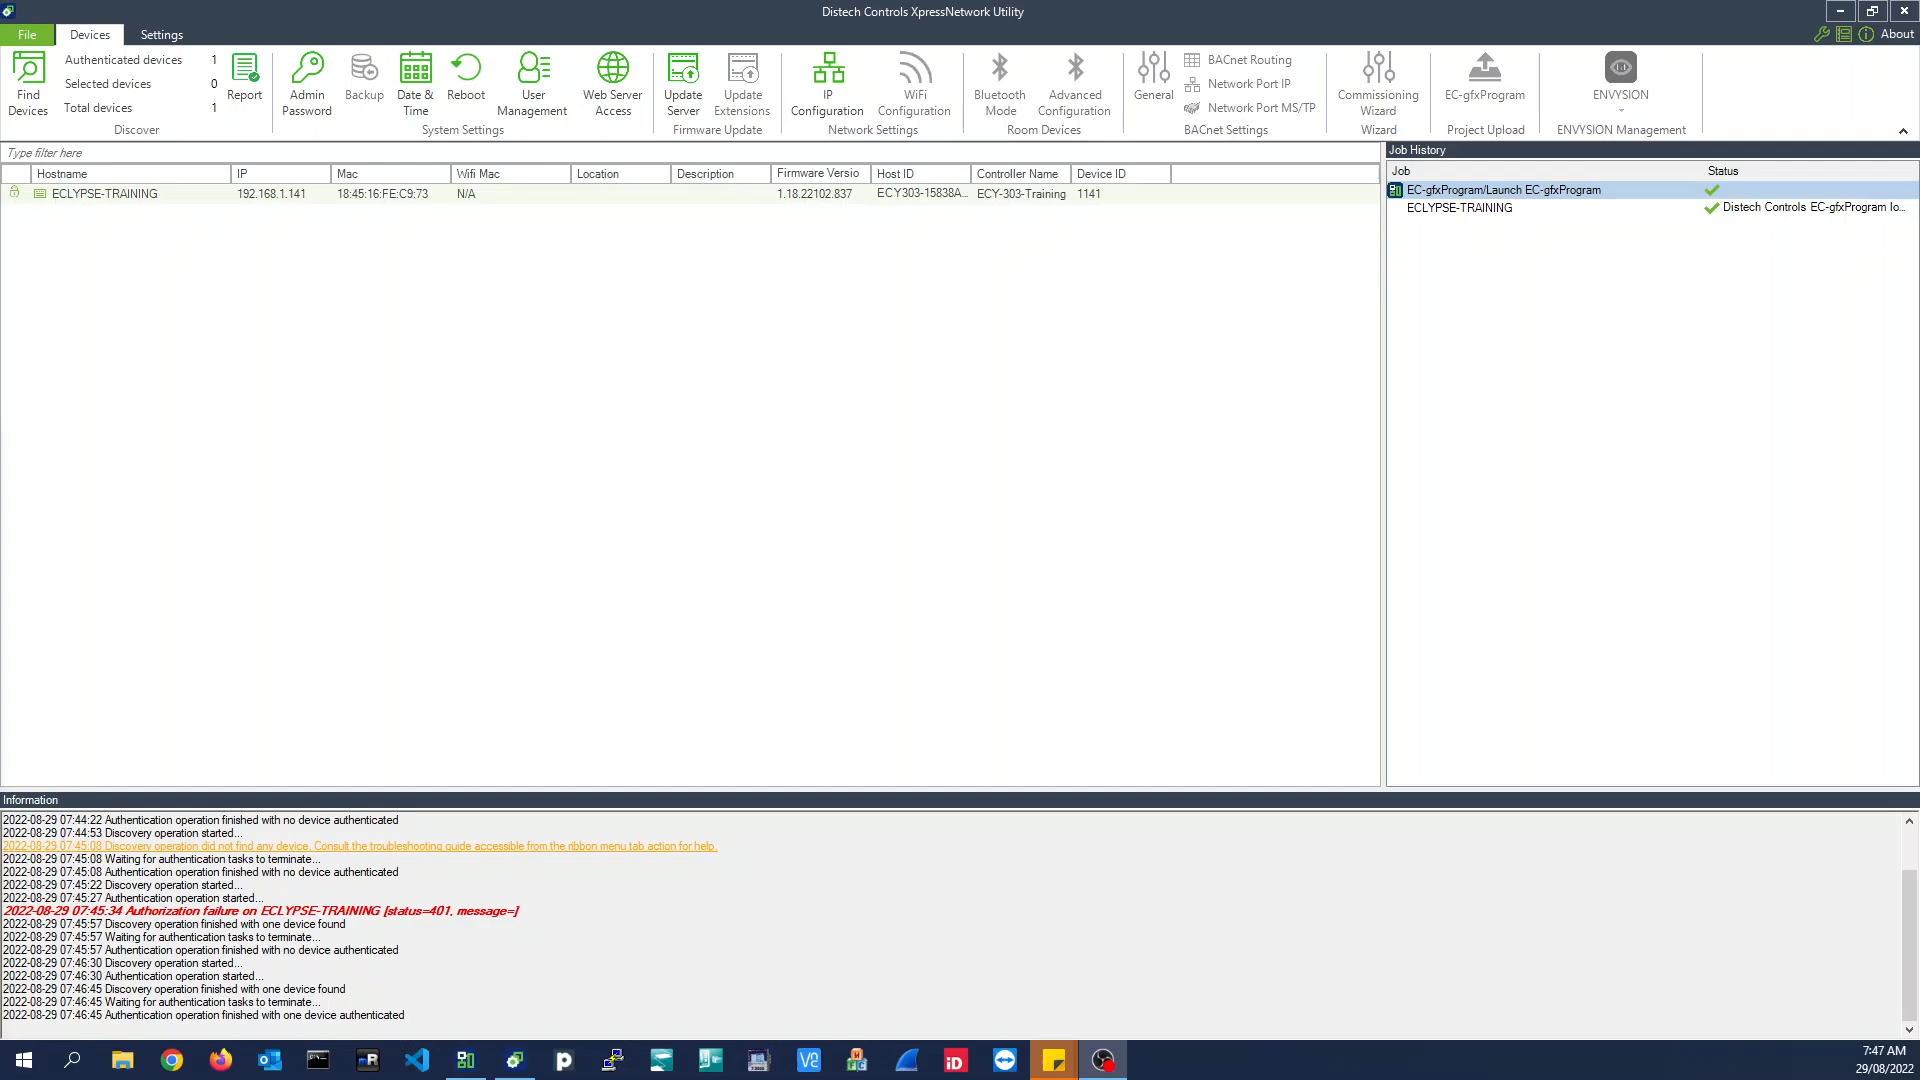 Distech Controls XpressNetwork Utility
File Devices Settings About
Find Devices
Authenticated devices 1
Selected devices 0
Total devices 1
Report
Discover
Admin Password
Backup
Date & Time
Reboot
User Management
Web Server Access
System Settings
Update Server
Update Extensions
Firmware Update
IP Configuration
WiFi Configuration
Network Settings
Bluetooth Mode
Advanced Configuration
Room Devices
General
BACnet Routing
Network Port IP
Network Port MS/TP
BACnet Settings
Commissioning Wizard
Wizard
EC-gfxProgram
Project Upload
ENVYSION
ENVYSION Management
Type filter here
Hostname IP Mac Wifi Mac Location Description Firmware Versio Host ID Controller Name Device ID
ECLYPSE-TRAINING 192.168.1.141 18:45:16:FE:C9:73 N/A 1.18.22102.837 ECY303-15838A... ECY-303-Training 1141
Job History
Job Status
EC-gfxProgram/Launch EC-gfxProgram
ECLYPSE-TRAINING Distech Controls EC-gfxProgram lo...
Information
2022-08-29 07:44:22 Authentication operation finished with no device authenticated
2022-08-29 07:44:53 Discovery operation started...
2022-08-29 07:45:08 Discovery operation did not find any device. Consult the troubleshooting guide accessible from the ribbon menu tab action for help.
2022-08-29 07:45:08 Waiting for authentication tasks to terminate...
2022-08-29 07:45:08 Authentication operation finished with no device authenticated
2022-08-29 07:45:22 Discovery operation started...
2022-08-29 07:45:27 Authentication operation started...
2022-08-29 07:45:34 Authorization failure on ECLYPSE-TRAINING [status=401, message=]
2022-08-29 07:45:57 Discovery operation finished with one device found
2022-08-29 07:45:57 Waiting for authentication tasks to terminate...
2022-08-29 07:45:57 Authentication operation finished with no device authenticated
2022-08-29 07:46:30 Discovery operation started...
2022-08-29 07:46:30 Authentication operation started...
2022-08-29 07:46:45 Discovery operation finished with one device found
2022-08-29 07:46:45 Waiting for authentication tasks to terminate...
2022-08-29 07:46:45 Authentication operation finished with one device authenticated
7:47 AM
29/08/2022